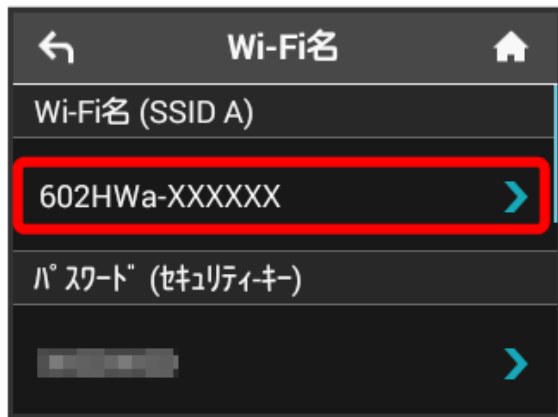 Wi-Fi名
Wi-Fi名 (SSID A)
602HWa-XXXXXX
ﾊﾟｽﾜｰﾄﾞ (ｾｷｭﾘﾃｨ-ｷｰ)